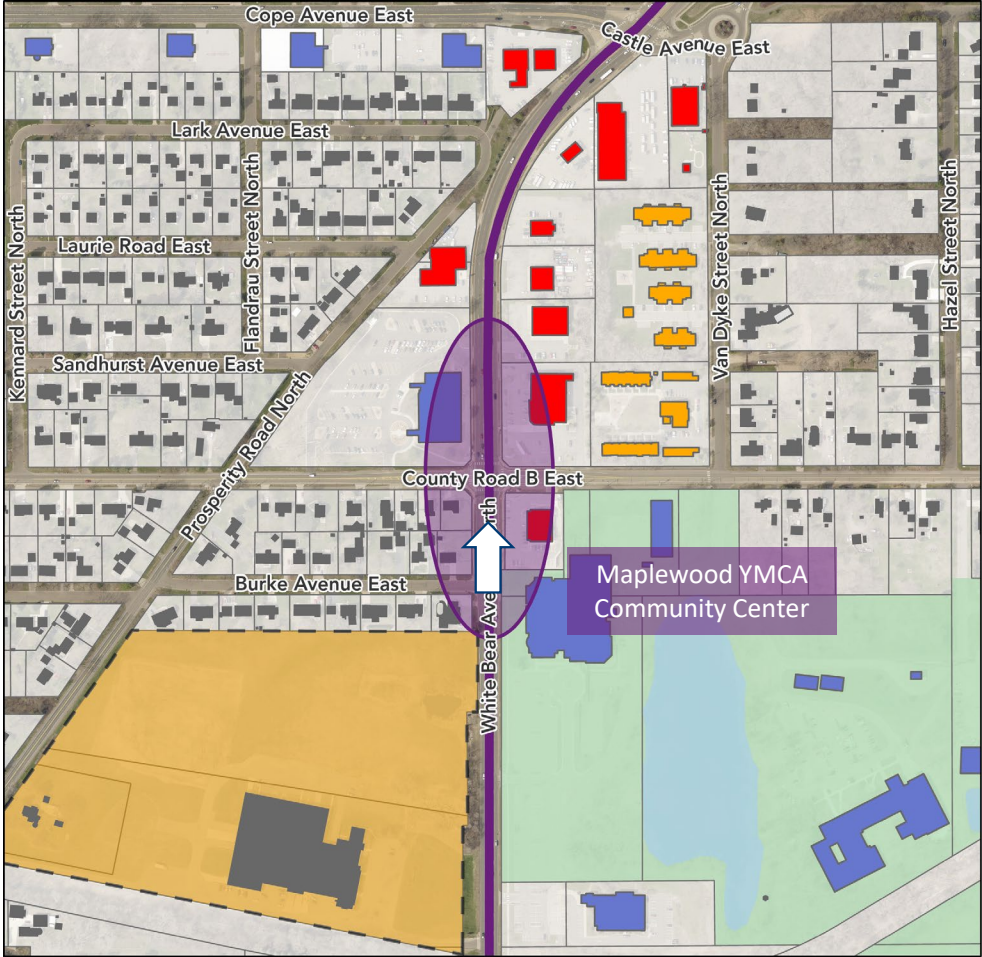 Cope Avenue East
Castle Avenue East
Lark Avenue East
Kennard Street North
Flandrau Street North
Laurie Road East
Van Dyke Street North
Hazel Street North
Sandhurst Avenue East
Prosperity Road North
County Road B East
White Bear Avenue North
Burke Avenue East
Maplewood YMCA
Community Center